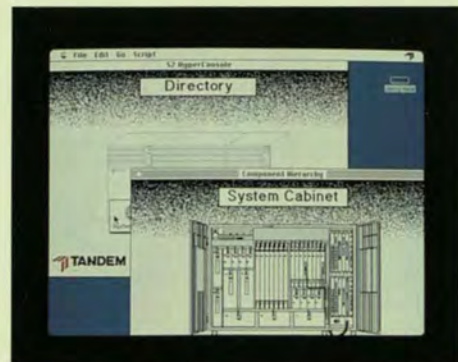 File Edit Go Script
S2 HyperConsole
Directory
Component Hierarchy
System Cabinet
TANDEM